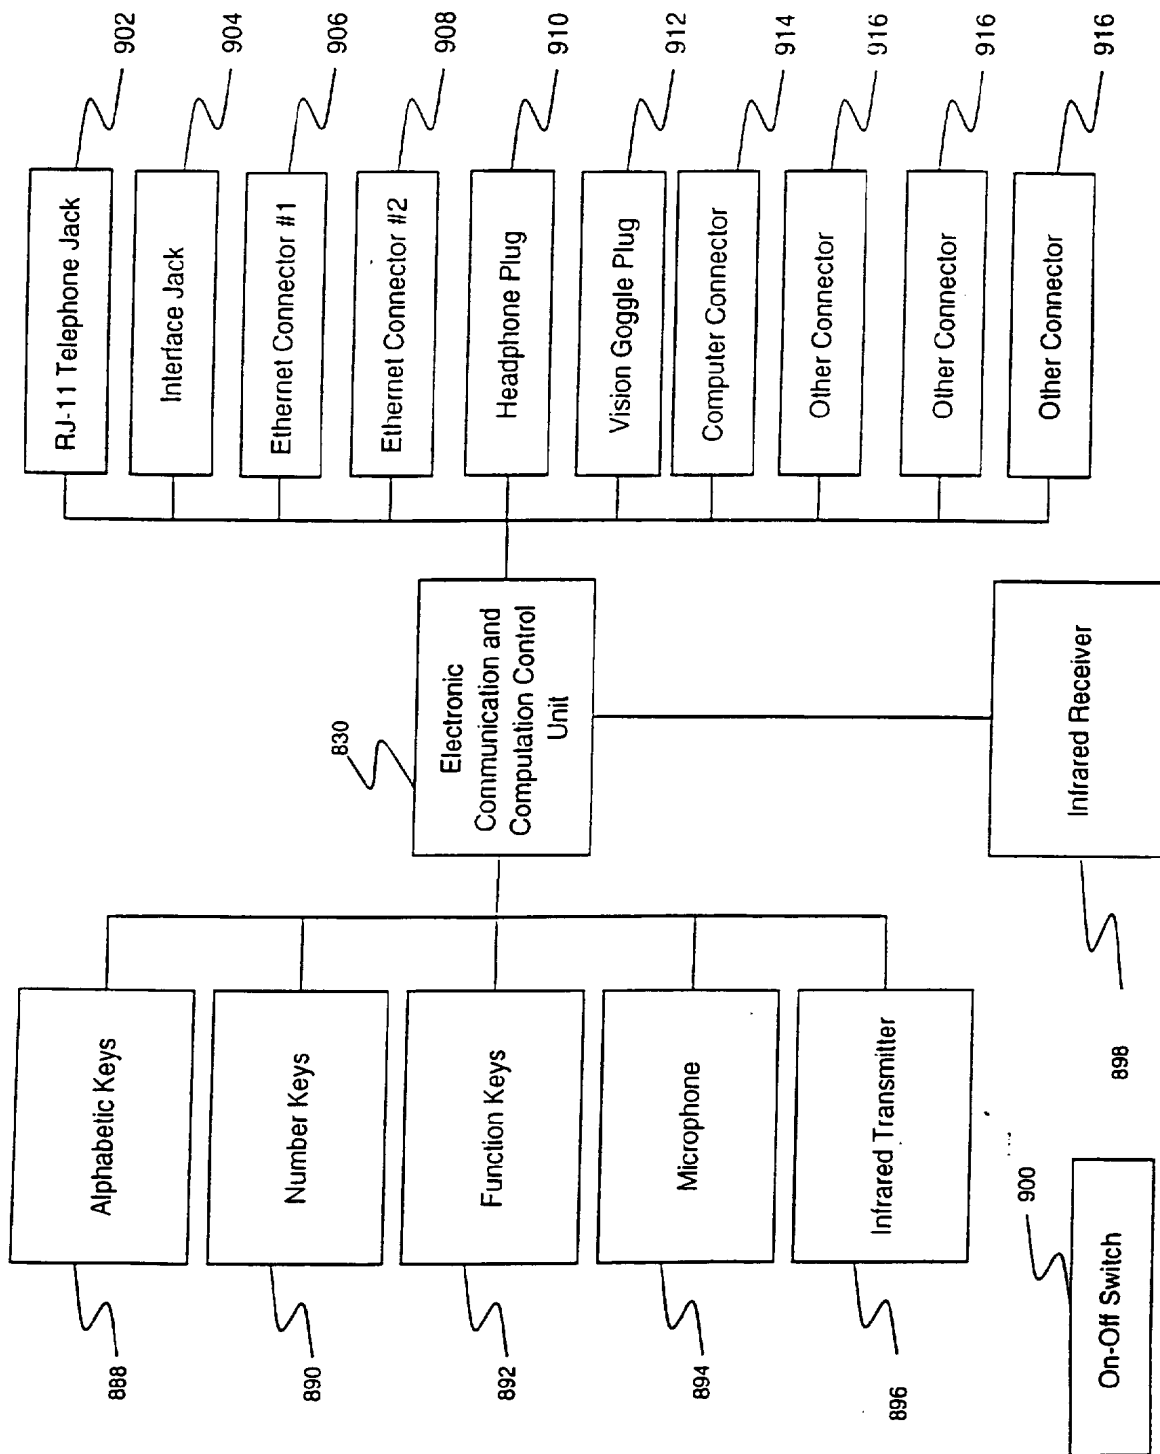 RJ-11 Telephone Jack
902
Interface Jack
904
Ethernet Connector #1
906
Ethernet Connector #2
908
Headphone Plug
910
Vision Goggle Plug
912
Computer Connector
914
Other Connector
916
Other Connector
916
Other Connector
916
830
Electronic
Communication and
Computation Control
Unit
Infrared Receiver
898
Alphabetic Keys
888
Number Keys
890
Function Keys
892
Microphone
894
Infrared Transmitter
896
900
On-Off Switch